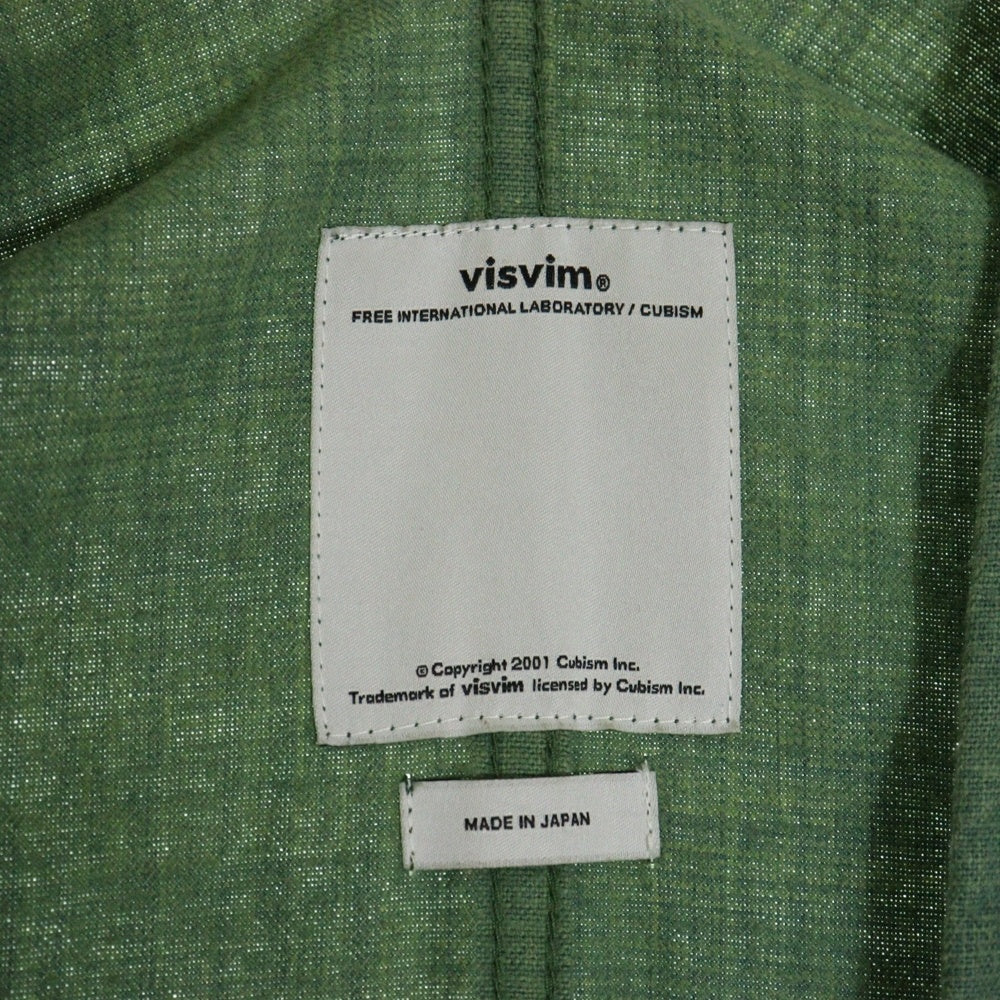 visvim®
FREE INTERNATIONAL LABORATORY / CUBISM
© Copyright 2001 Cubism Inc.
Trademark of visvim licensed by Cubism Inc.
MADE IN JAPAN